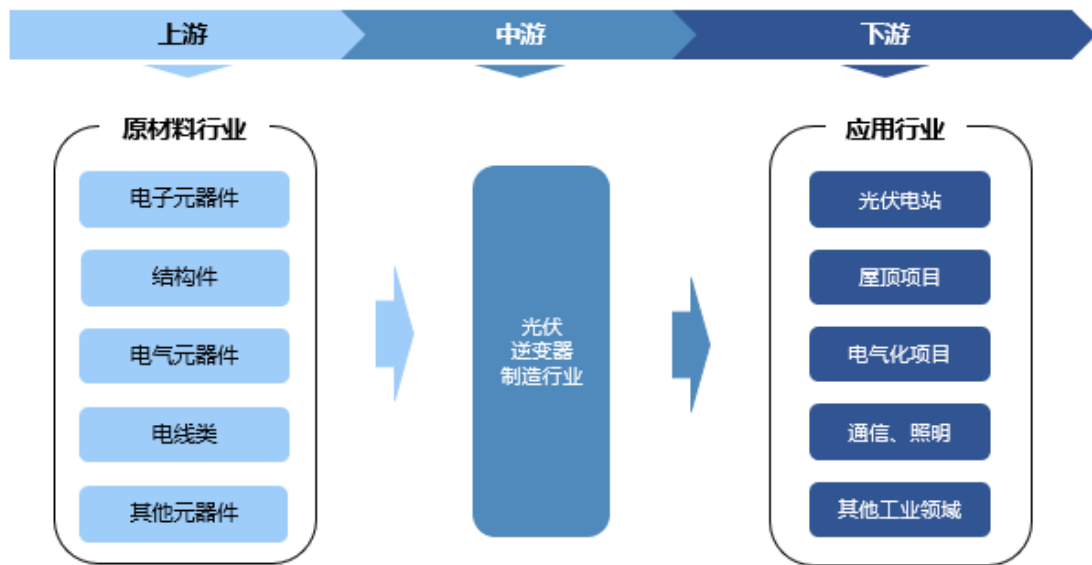 上游
中游
下游
原材料行业
电子元器件
结构件
电气元器件
电线类
其他元器件
光伏
逆变器
制造行业
应用行业
光伏电站
屋顶项目
电气化项目
通信、照明
其他工业领域